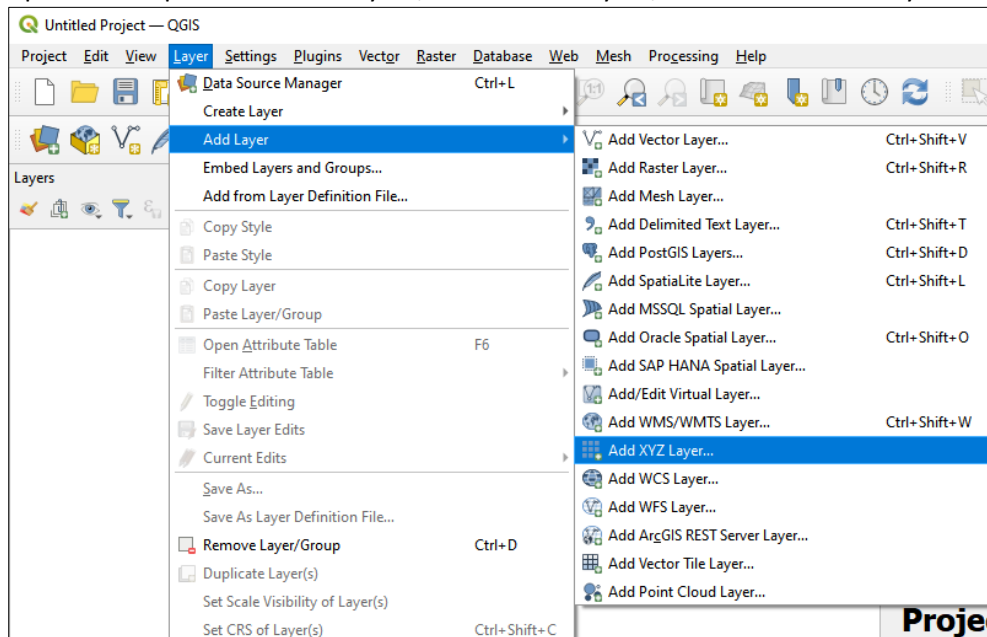 Untitled Project — QGIS
Project Edit View Layer Settings Plugins Vector Raster Database Web Mesh Processing Help
Layers
Data Source Manager Ctrl+L
Create Layer
Add Layer
Embed Layers and Groups...
Add from Layer Definition File...
Copy Style
Paste Style
Copy Layer
Paste Layer/Group
Open Attribute Table F6
Filter Attribute Table
Toggle Editing
Save Layer Edits
Current Edits
Save As...
Save As Layer Definition File...
Remove Layer/Group Ctrl+D
Duplicate Layer(s)
Set Scale Visibility of Layer(s)
Set CRS of Layer(s) Ctrl+Shift+C
Add Vector Layer... Ctrl+Shift+V
Add Raster Layer... Ctrl+Shift+R
Add Mesh Layer...
Add Delimited Text Layer... Ctrl+Shift+T
Add PostGIS Layers... Ctrl+Shift+D
Add SpatiaLite Layer... Ctrl+Shift+L
Add MSSQL Spatial Layer...
Add Oracle Spatial Layer... Ctrl+Shift+O
Add SAP HANA Spatial Layer...
Add/Edit Virtual Layer...
Add WMS/WMTS Layer... Ctrl+Shift+W
Add XYZ Layer...
Add WCS Layer...
Add WFS Layer...
Add ArcGIS REST Server Layer...
Add Vector Tile Layer...
Add Point Cloud Layer...
Proje